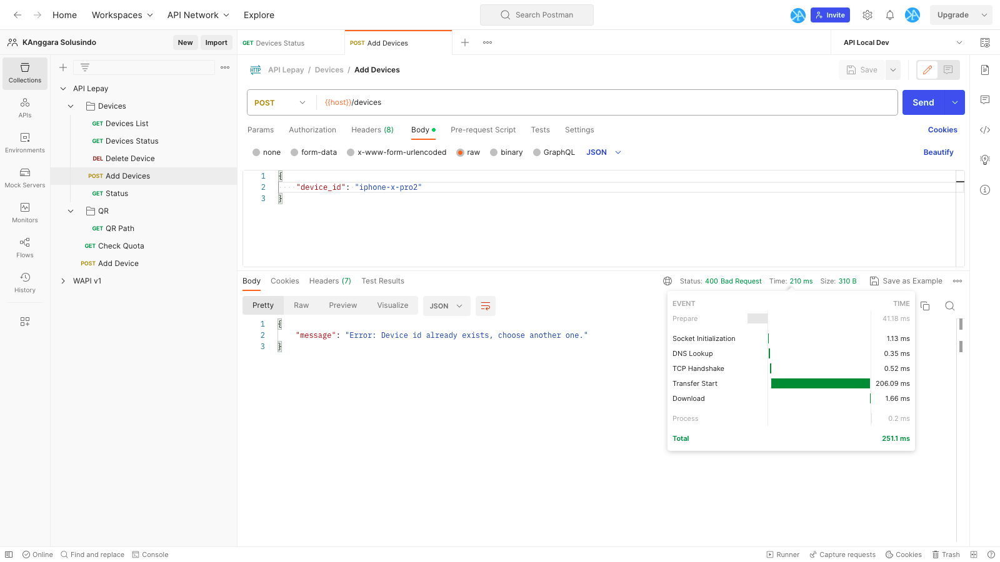 Home
Workspaces
API Network
Explore
Search Postman
Invite
Upgrade
KAnggara Solusindo
New
Import
GET Devices Status
POST Add Devices
API Local Dev
Collections
APIs
Environments
Mock Servers
Monitors
Flows
History
API Lepay
Devices
GET Devices List
GET Devices Status
DEL Delete Device
POST Add Devices
GET Status
QR
GET QR Path
GET Check Quota
POST Add Device
WAPI v1
HTTP API Lepay / Devices / Add Devices
Save
POST {{host}}/devices
Send
Params Authorization Headers (8) Body Pre-request Script Tests Settings
Cookies
none form-data x-www-form-urlencoded raw binary GraphQL JSON
Beautify
1 {
2 "device_id": "iphone-x-pro2"
3 }
Body Cookies Headers (7) Test Results
Status: 400 Bad Request Time: 210 ms Size: 310 B
Save as Example
Pretty Raw Preview Visualize JSON
1 {
2 "message": "Error: Device id already exists, choose another one."
3 }
EVENT TIME
Prepare 41.18 ms
Socket Initialization 1.13 ms
DNS Lookup 0.35 ms
TCP Handshake 0.52 ms
Transfer Start 206.09 ms
Download 1.66 ms
Process 0.2 ms
Total 251.1 ms
Online
Find and replace
Console
Runner
Capture requests
Cookies
Trash